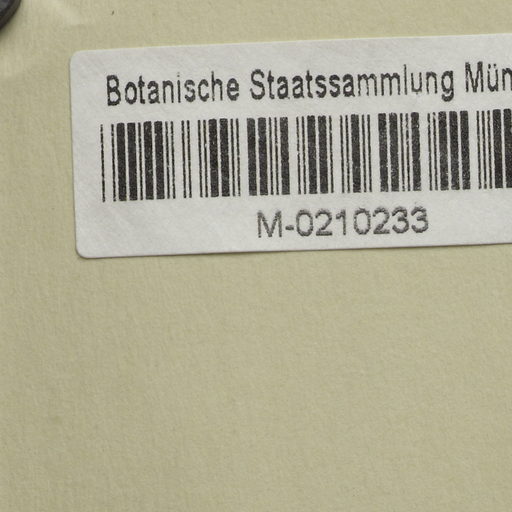 Botanische Staatssammlung Mün
M-0210233